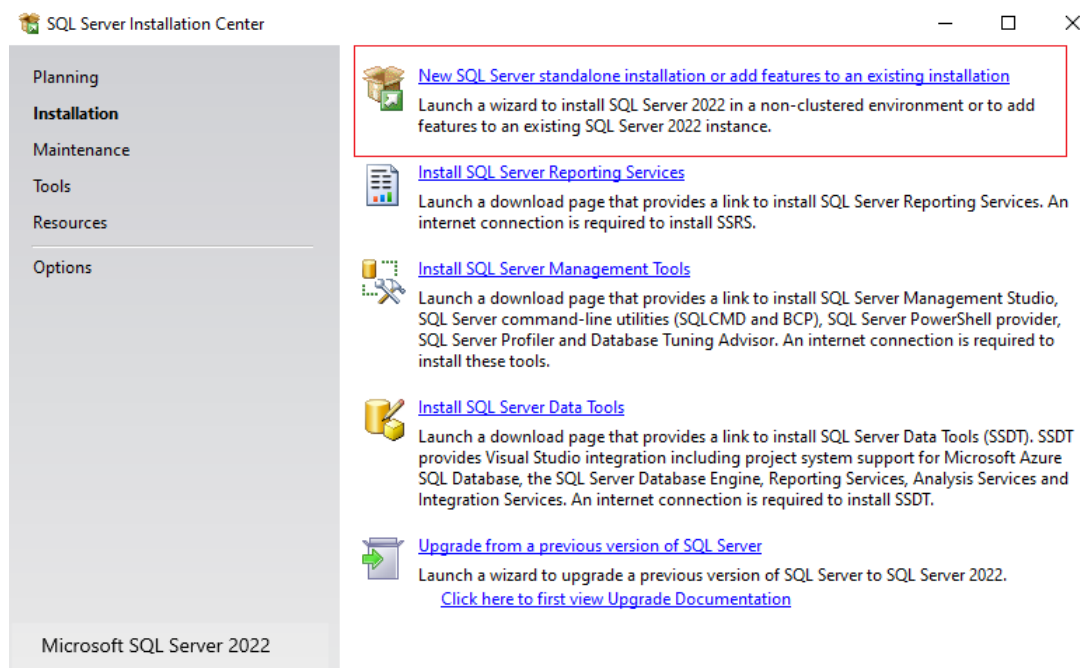 SQL Server Installation Center
Planning
Installation
Maintenance
Tools
Resources
Options
Microsoft SQL Server 2022
New SQL Server standalone installation or add features to an existing installation
Launch a wizard to install SQL Server 2022 in a non-clustered environment or to add
features to an existing SQL Server 2022 instance.
Install SQL Server Reporting Services
Launch a download page that provides a link to install SQL Server Reporting Services. An
internet connection is required to install SSRS.
Install SQL Server Management Tools
Launch a download page that provides a link to install SQL Server Management Studio,
SQL Server command-line utilities (SQLCMD and BCP), SQL Server PowerShell provider,
SQL Server Profiler and Database Tuning Advisor. An internet connection is required to
install these tools.
Install SQL Server Data Tools
Launch a download page that provides a link to install SQL Server Data Tools (SSDT). SSDT
provides Visual Studio integration including project system support for Microsoft Azure
SQL Database, the SQL Server Database Engine, Reporting Services, Analysis Services and
Integration Services. An internet connection is required to install SSDT.
Upgrade from a previous version of SQL Server
Launch a wizard to upgrade a previous version of SQL Server to SQL Server 2022.
Click here to first view Upgrade Documentation